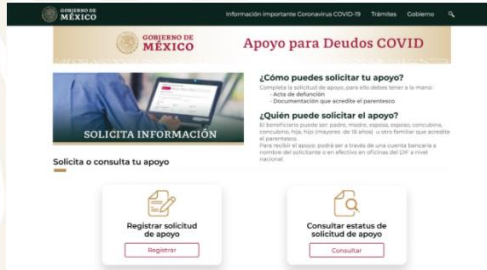 GOBIERNO DE
MÉXICO
Información importante Coronavirus COVID-19
Trámites
Gobierno
GOBIERNO DE
MÉXICO
Apoyo para Deudos COVID
SOLICITA INFORMACIÓN
¿Cómo puedes solicitar tu apoyo?
Completa la solicitud de apoyo, para ello debes tener a la mano:
- Acta de defunción
- Documentación que acredite el parentesco
¿Quién puede solicitar el apoyo?
El beneficiario puede ser: padre, madre, esposa, esposo, concubina,
concubino, hija, hijo (mayores de 18 años) u otro familiar que acredite
el parentesco.
Para recibir el apoyo podrá ser a través de una cuenta bancaria a
nombre del solicitante o en efectivo en oficinas del DIF a nivel
nacional.
Solicita o consulta tu apoyo
Registrar solicitud
de apoyo
Registrar
Consultar estatus de
solicitud de apoyo
Consultar